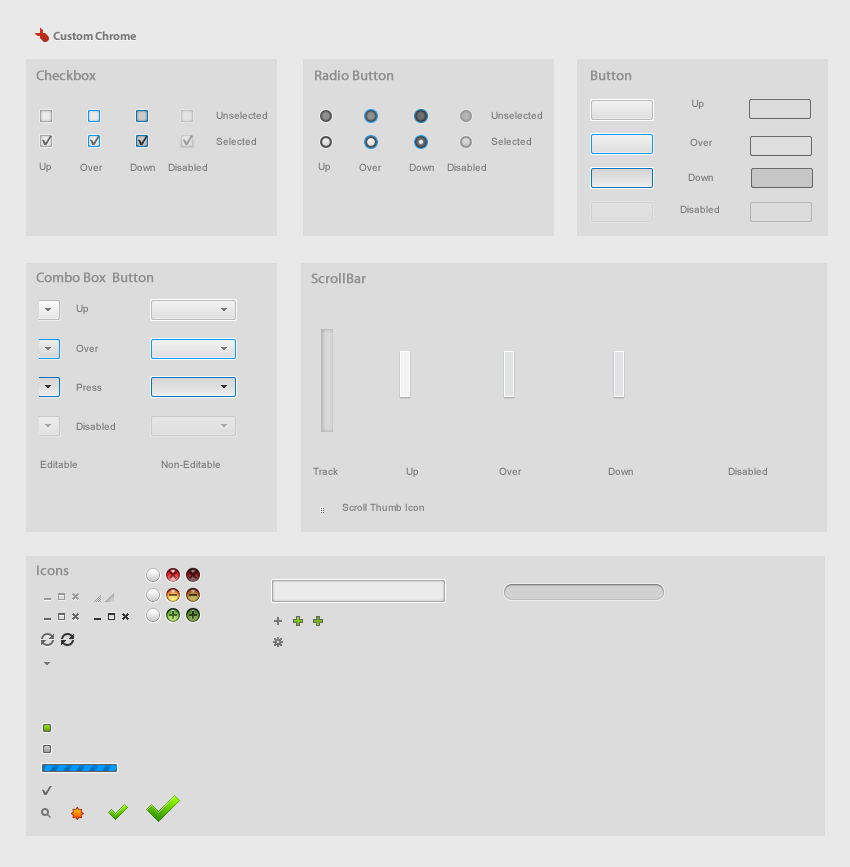 Custom Chrome
Checkbox
Unselected
Selected
Up Over Down Disabled
Radio Button
Unselected
Selected
Up Over Down Disabled
Button
Up
Over
Down
Disabled
Combo Box Button
Up
Over
Press
Disabled
Editable Non-Editable
ScrollBar
Track Up Over Down Disabled
Scroll Thumb Icon
Icons